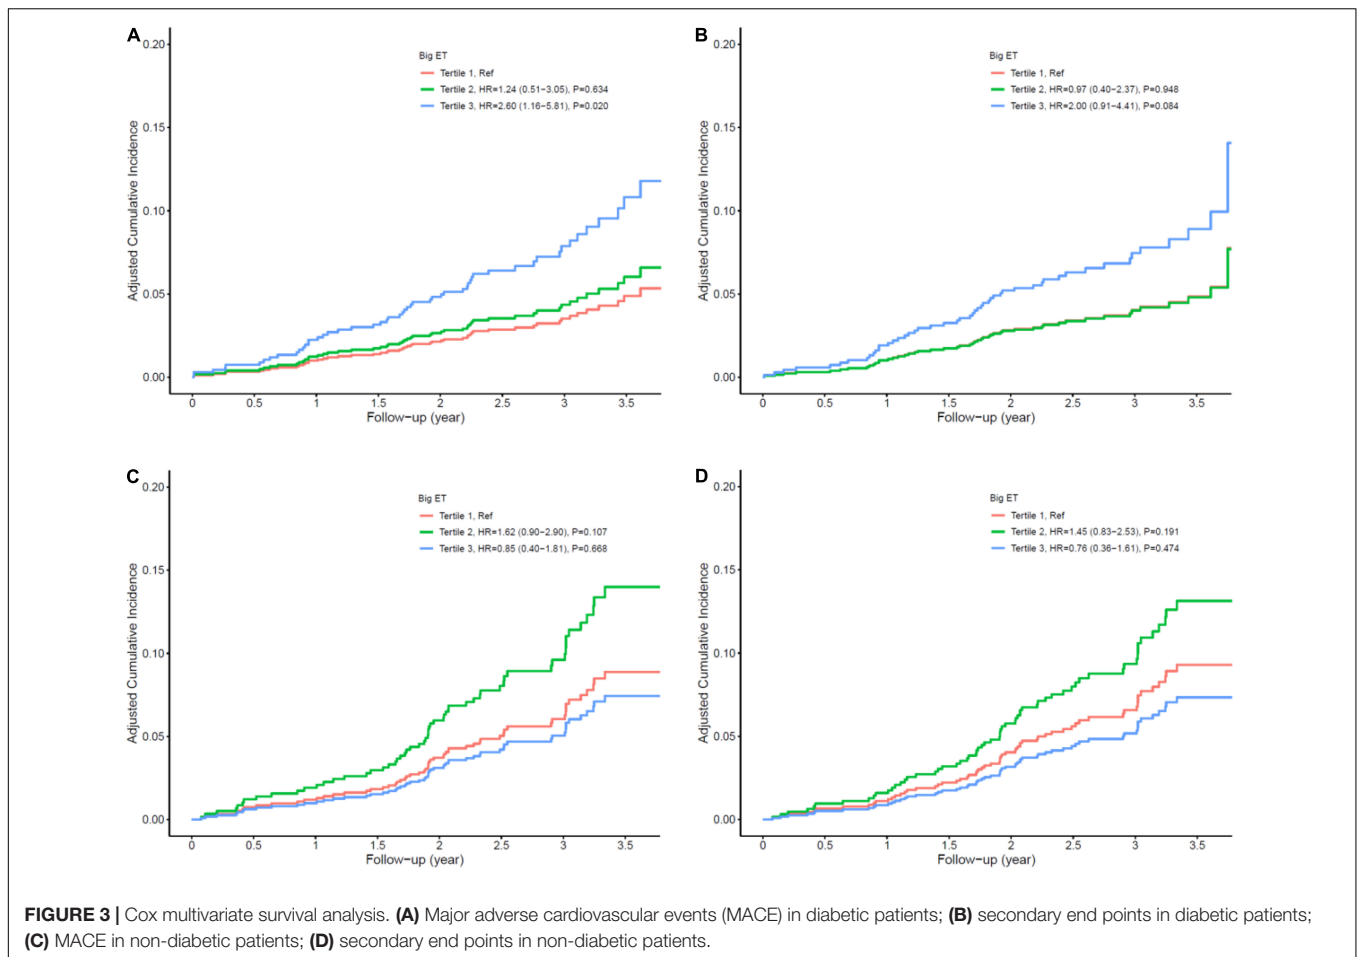 A
0.20
0.15
0.10
0.05
0.00
Adjusted Cumulative Incidence
Big ET
Tertile 1, Ref
Tertile 2, HR=1.24 (0.51−3.05), P=0.634
Tertile 3, HR=2.60 (1.16−5.81), P=0.020
0 0.5 1 1.5 2 2.5 3 3.5
Follow−up (year)
B
0.20
0.15
0.10
0.05
0.00
Adjusted Cumulative Incidence
Big ET
Tertile 1, Ref
Tertile 2, HR=0.97 (0.40−2.37), P=0.948
Tertile 3, HR=2.00 (0.91−4.41), P=0.084
0 0.5 1 1.5 2 2.5 3 3.5
Follow−up (year)
C
0.20
0.15
0.10
0.05
0.00
Adjusted Cumulative Incidence
Big ET
Tertile 1, Ref
Tertile 2, HR=1.62 (0.90−2.90), P=0.107
Tertile 3, HR=0.85 (0.40−1.81), P=0.668
0 0.5 1 1.5 2 2.5 3 3.5
Follow−up (year)
D
0.20
0.15
0.10
0.05
0.00
Adjusted Cumulative Incidence
Big ET
Tertile 1, Ref
Tertile 2, HR=1.45 (0.83−2.53), P=0.191
Tertile 3, HR=0.76 (0.36−1.61), P=0.474
0 0.5 1 1.5 2 2.5 3 3.5
Follow−up (year)
FIGURE 3 | Cox multivariate survival analysis. (A) Major adverse cardiovascular events (MACE) in diabetic patients; (B) secondary end points in diabetic patients;
(C) MACE in non-diabetic patients; (D) secondary end points in non-diabetic patients.